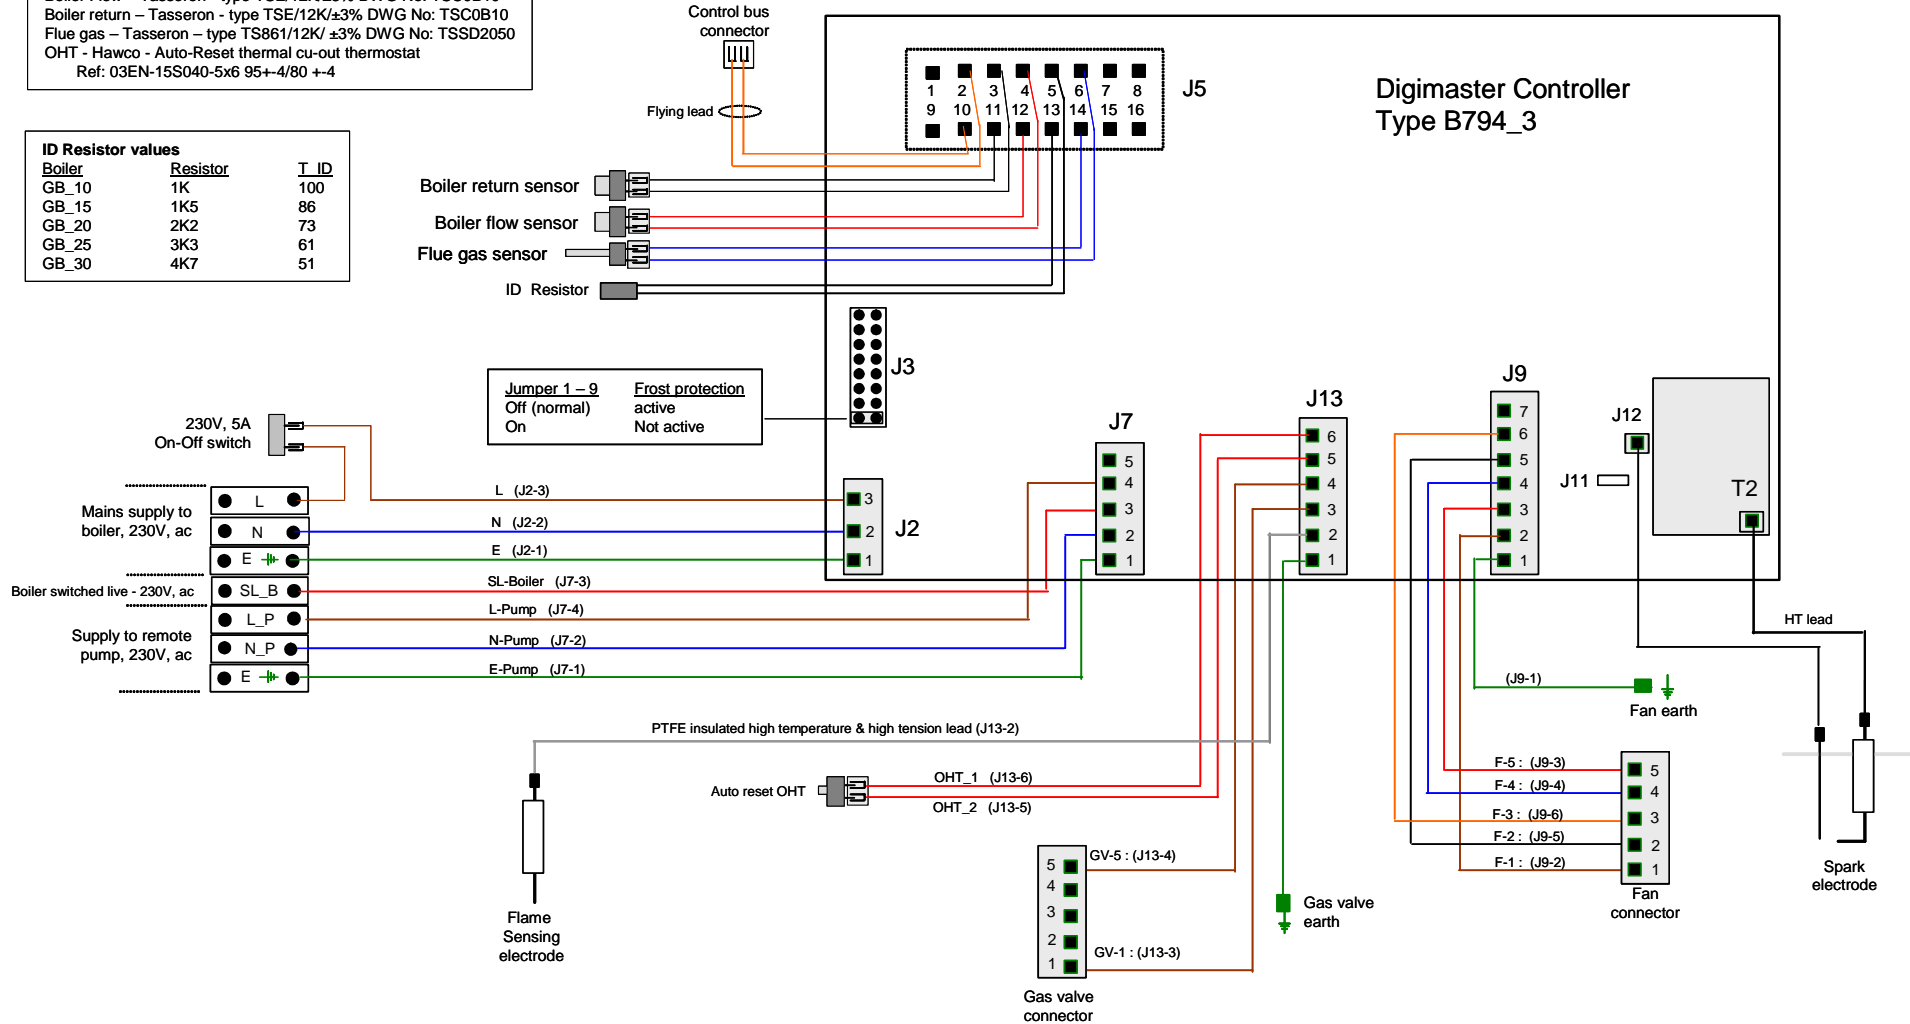 Boiler return – Tasseron - type TSE/12K/±3% DWG No: TSC0B10
Flue gas – Tasseron – type TS861/12K/ ±3% DWG No: TSSD2050
OHT - Hawco - Auto-Reset thermal cu-out thermostat
Ref: 03EN-15S040-5x6 95+-4/80 +-4
ID Resistor values
Boiler Resistor T_ID
GB_10 1K 100
GB_15 1K5 86
GB_20 2K2 73
GB_25 3K3 61
GB_30 4K7 51
Control bus
connector
Flying lead
Boiler return sensor
Boiler flow sensor
Flue gas sensor
ID Resistor
1 2 3 4 5 6 7 8
9 10 11 12 13 14 15 16
J5
Digimaster Controller
Type B794_3
J3
Jumper 1 – 9 Frost protection
Off (normal) active
On Not active
230V, 5A
On-Off switch
Mains supply to
boiler, 230V, ac
L
N
E
Boiler switched live - 230V, ac
SL_B
Supply to remote
pump, 230V, ac
L_P
N_P
E
L (J2-3)
N (J2-2)
E (J2-1)
SL-Boiler (J7-3)
L-Pump (J7-4)
N-Pump (J7-2)
E-Pump (J7-1)
J2
3
2
1
J7
5
4
3
2
1
J13
6
5
4
3
2
1
J9
7
6
5
4
3
2
1
J12
J11
T2
HT lead
(J9-1)
Fan earth
PTFE insulated high temperature & high tension lead (J13-2)
Auto reset OHT
OHT_1 (J13-6)
OHT_2 (J13-5)
Flame
Sensing
electrode
GV-5 : (J13-4)
GV-1 : (J13-3)
5
4
3
2
1
Gas valve
connector
Gas valve
earth
F-5 : (J9-3)
F-4 : (J9-4)
F-3 : (J9-6)
F-2 : (J9-5)
F-1 : (J9-2)
5
4
3
2
1
Fan
connector
Spark
electrode